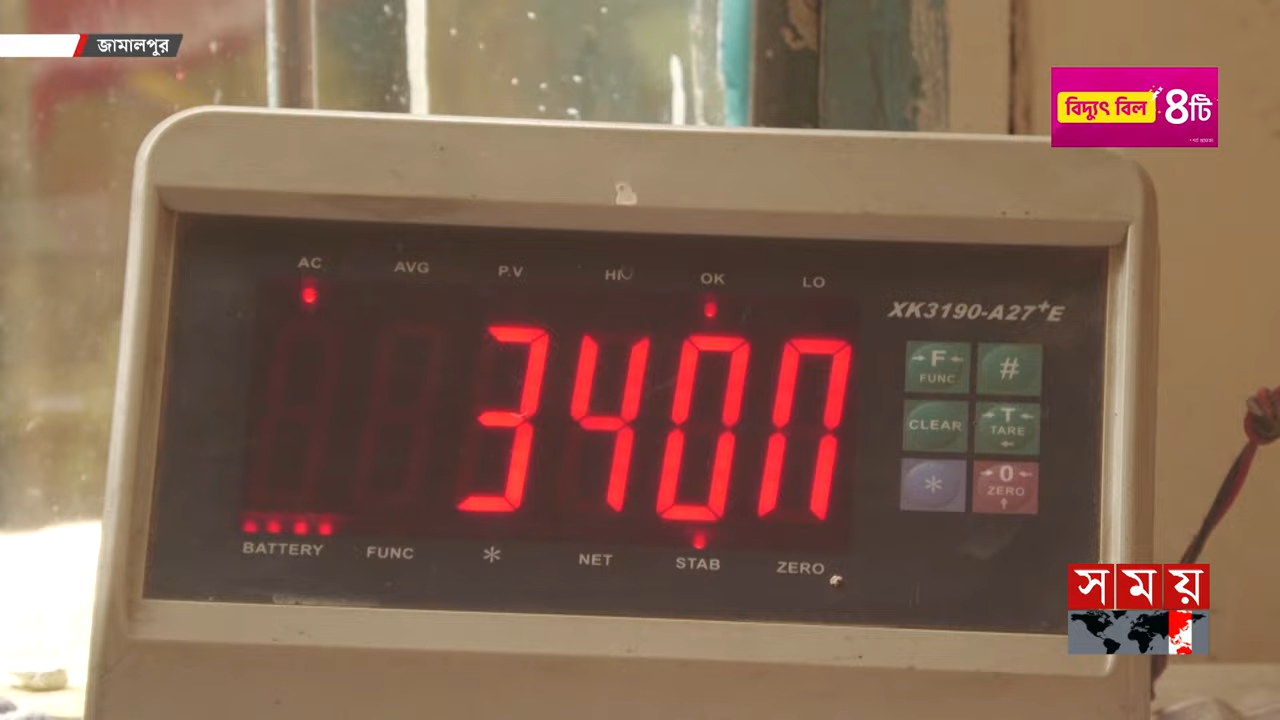 জামালপুর
বিদ্যুৎ বিল ৪টি
AC AVG P.V HI OK LO
XK3190-A27+E
F FUNC #
CLEAR T TARE
* 0 ZERO
BATTERY FUNC * NET STAB ZERO
সময়